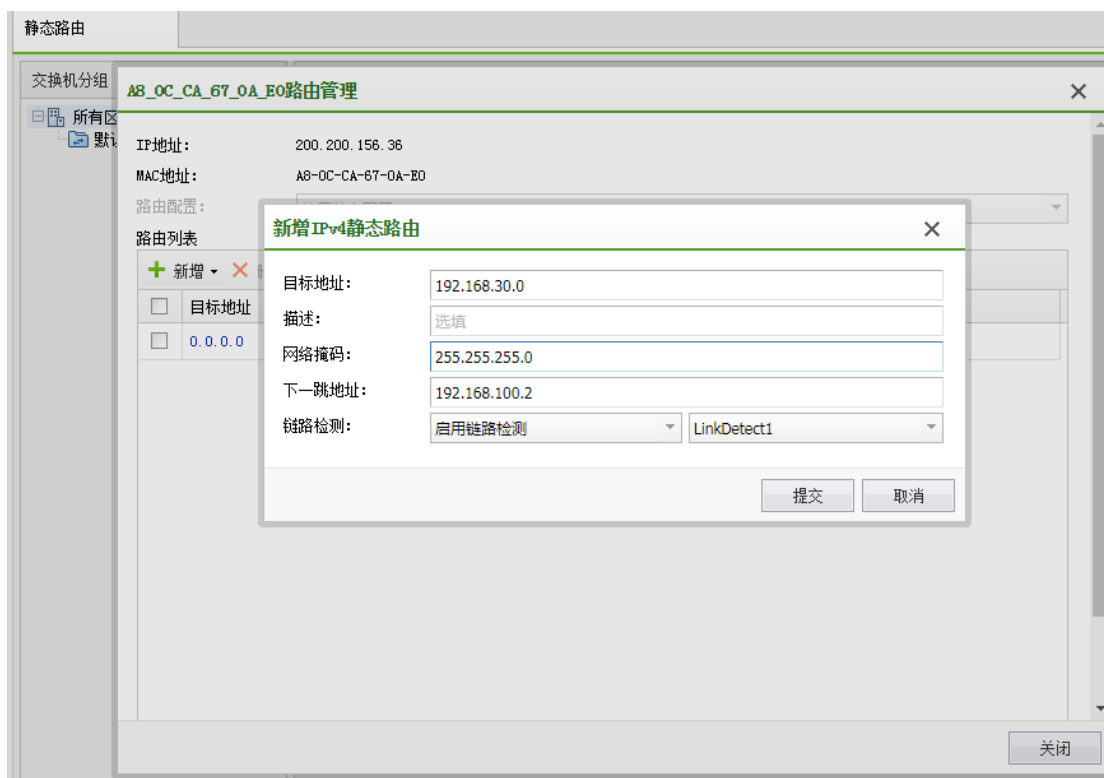 静态路由
交换机分组
A8_0C_CA_67_0A_E0路由管理
所有区
默认
IP地址: 200.200.156.36
MAC地址: A8-0C-CA-67-0A-E0
路由配置:
路由列表
新增
目标地址
0.0.0.0
新增IPv4静态路由
目标地址: 192.168.30.0
描述: 选填
网络掩码: 255.255.255.0
下一跳地址: 192.168.100.2
链路检测: 启用链路检测 LinkDetect1
提交 取消
关闭